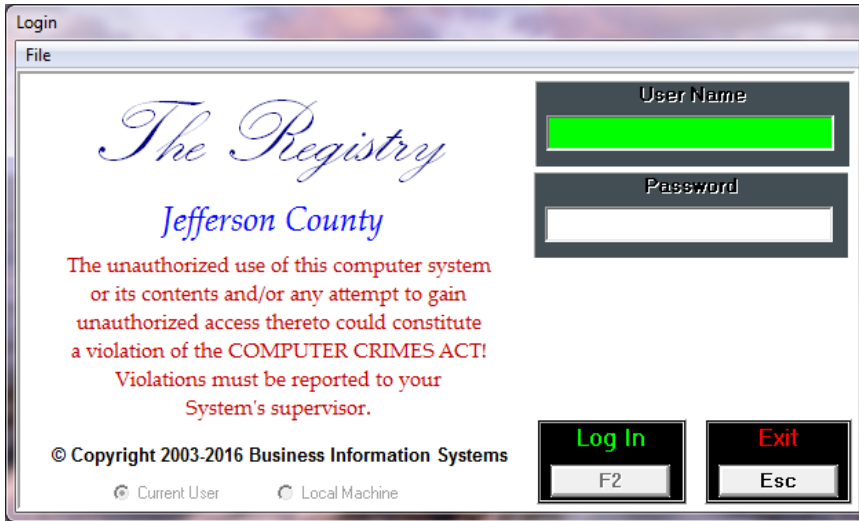 Login
File
The Registry
Jefferson County
The unauthorized use of this computer system
or its contents and/or any attempt to gain
unauthorized access thereto could constitute
a violation of the COMPUTER CRIMES ACT!
Violations must be reported to your
System's supervisor.
© Copyright 2003-2016 Business Information Systems
Current User
Local Machine
User Name
Password
Log In
F2
Exit
Esc